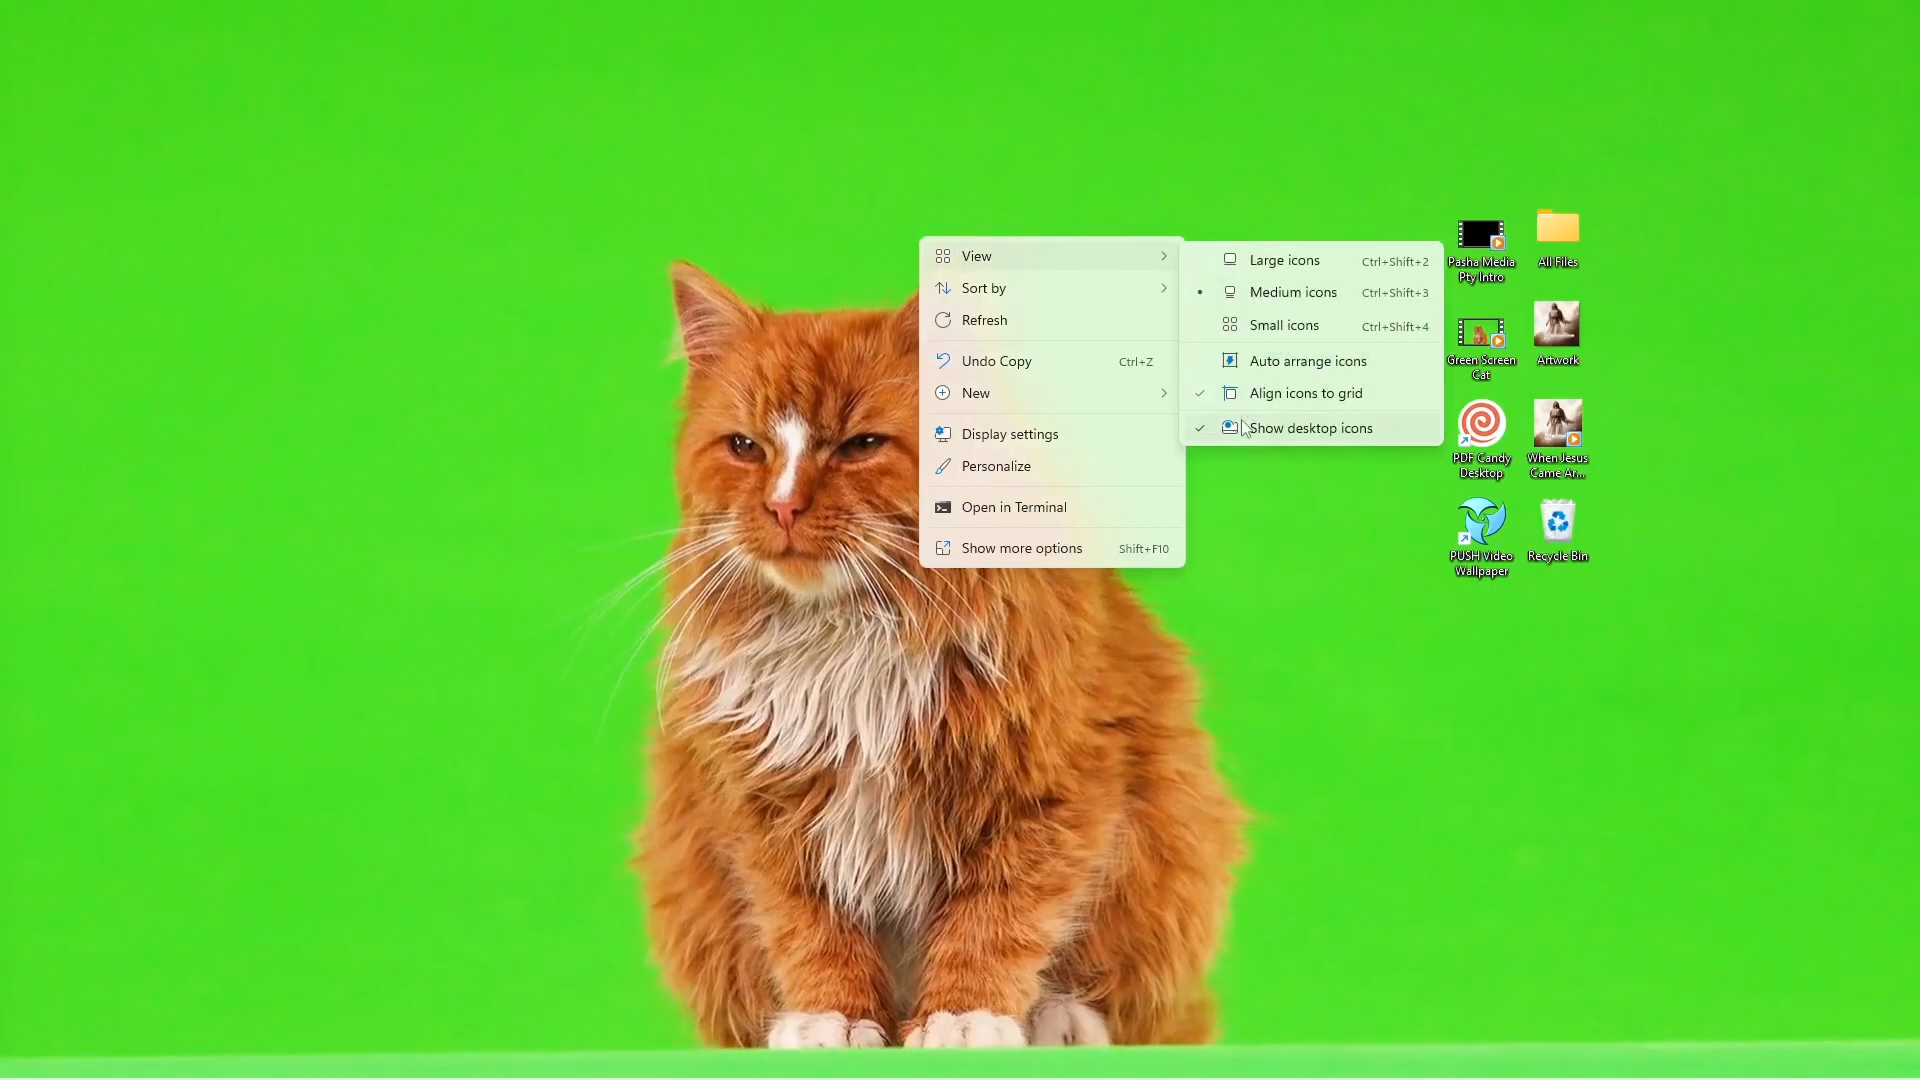 View
Sort by
Refresh
Undo Copy Ctrl+Z
New
Display settings
Personalize
Open in Terminal
Show more options Shift+F10
Large icons Ctrl+Shift+2
Medium icons Ctrl+Shift+3
Small icons Ctrl+Shift+4
Auto arrange icons
Align icons to grid
Show desktop icons
Pasha Media
Pty Intro
All Files
Green Screen
Cat
Artwork
PDF Candy
Desktop
When Jesus
Came Ar...
PUSH Video
Wallpaper
Recycle Bin